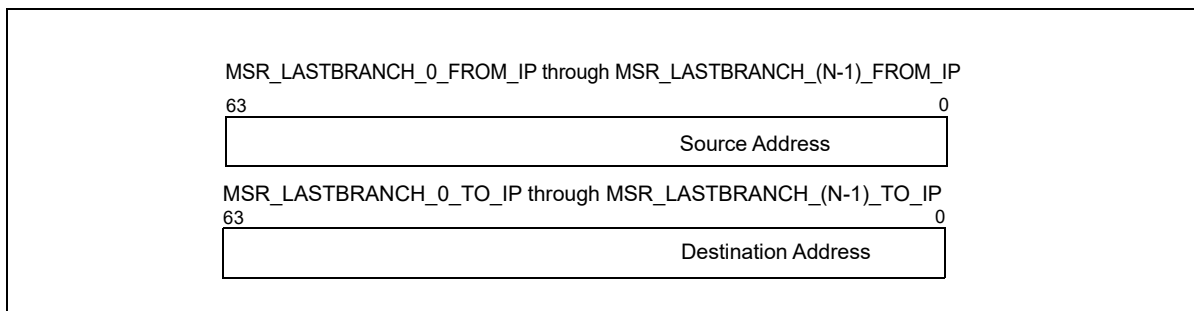 MSR_LASTBRANCH_0_FROM_IP through MSR_LASTBRANCH_(N-1)_FROM_IP
63 0
Source Address
MSR_LASTBRANCH_0_TO_IP through MSR_LASTBRANCH_(N-1)_TO_IP
63 0
Destination Address